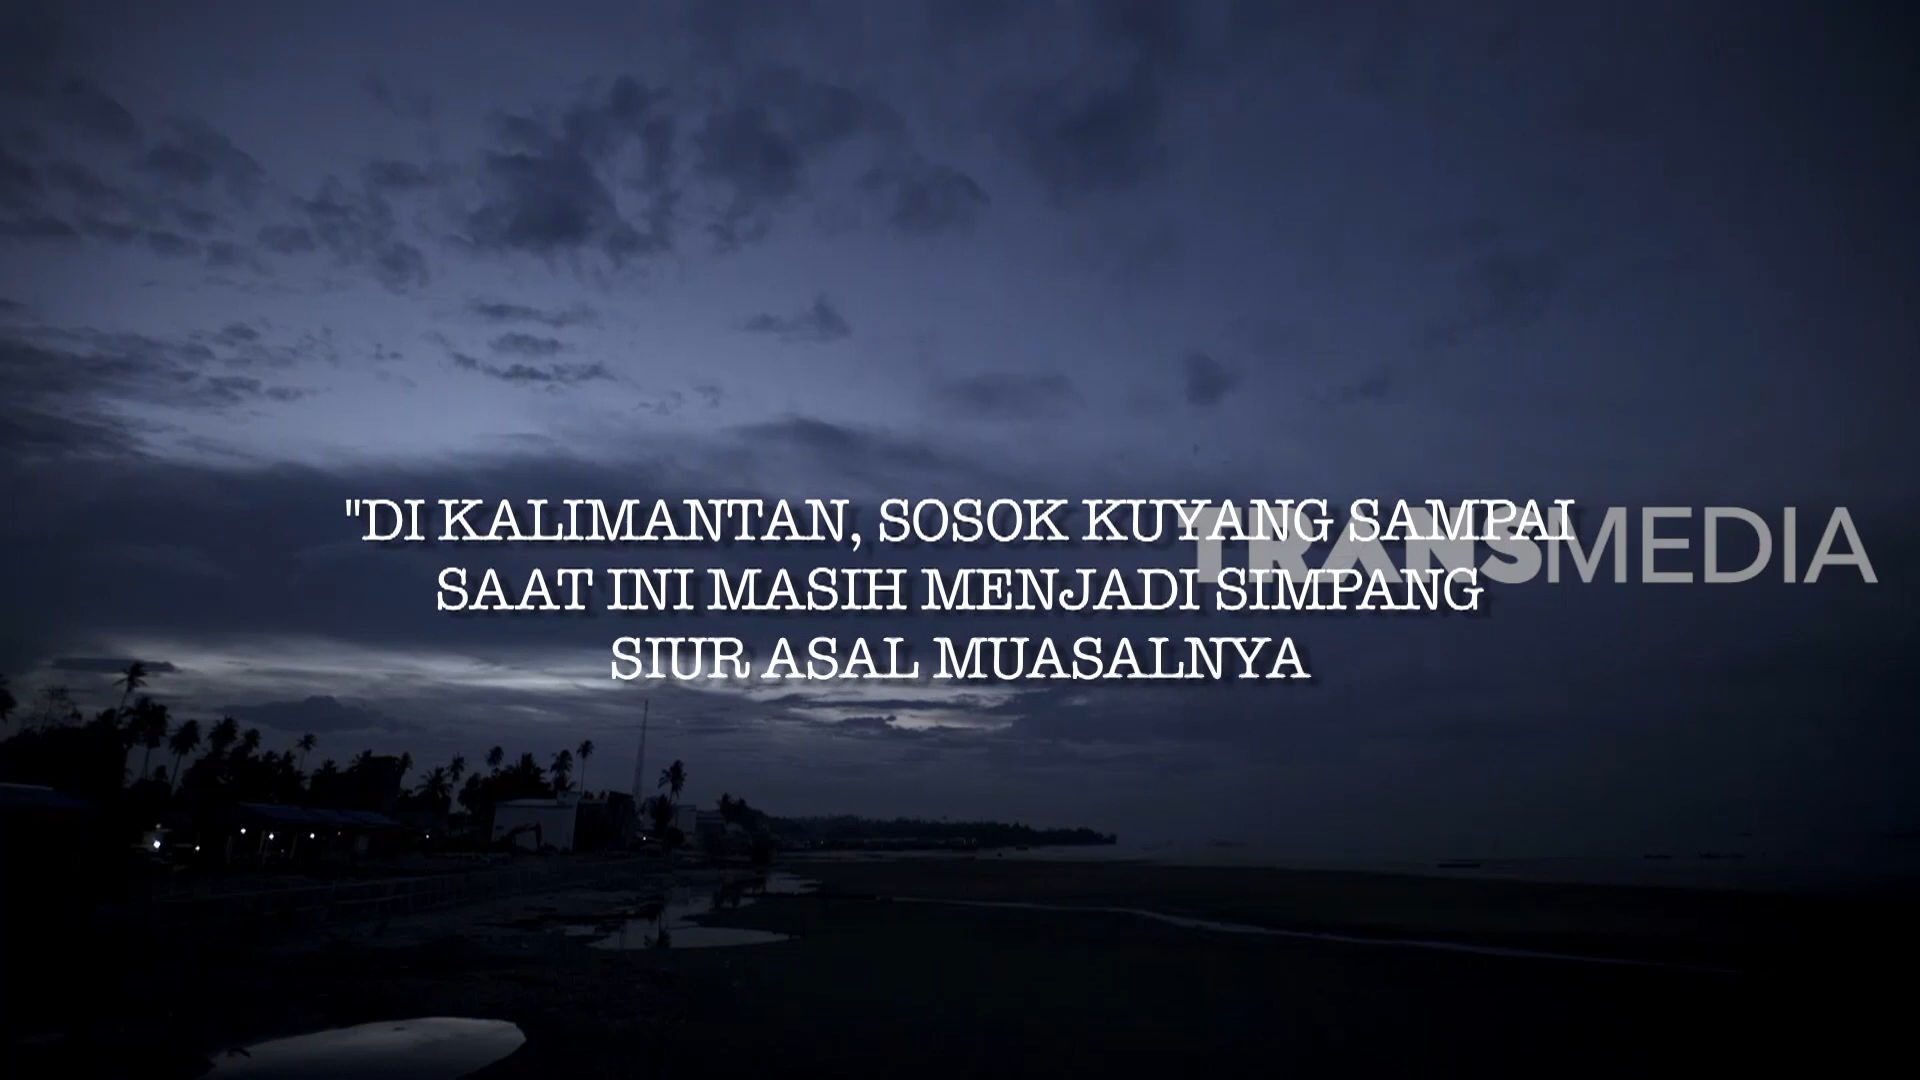 "DI KALIMANTAN, SOSOK KUYANG SAMPAI
SAAT INI MASIH MENJADI SIMPANG
SIUR ASAL MUASALNYA
TRANSMEDIA